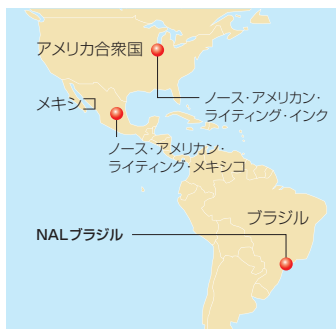 アメリカ合衆国
メキシコ
ノース・アメリカン・
ライティング・インク
ノース・アメリカン・
ライティング・メキシコ
ブラジル
NALブラジル